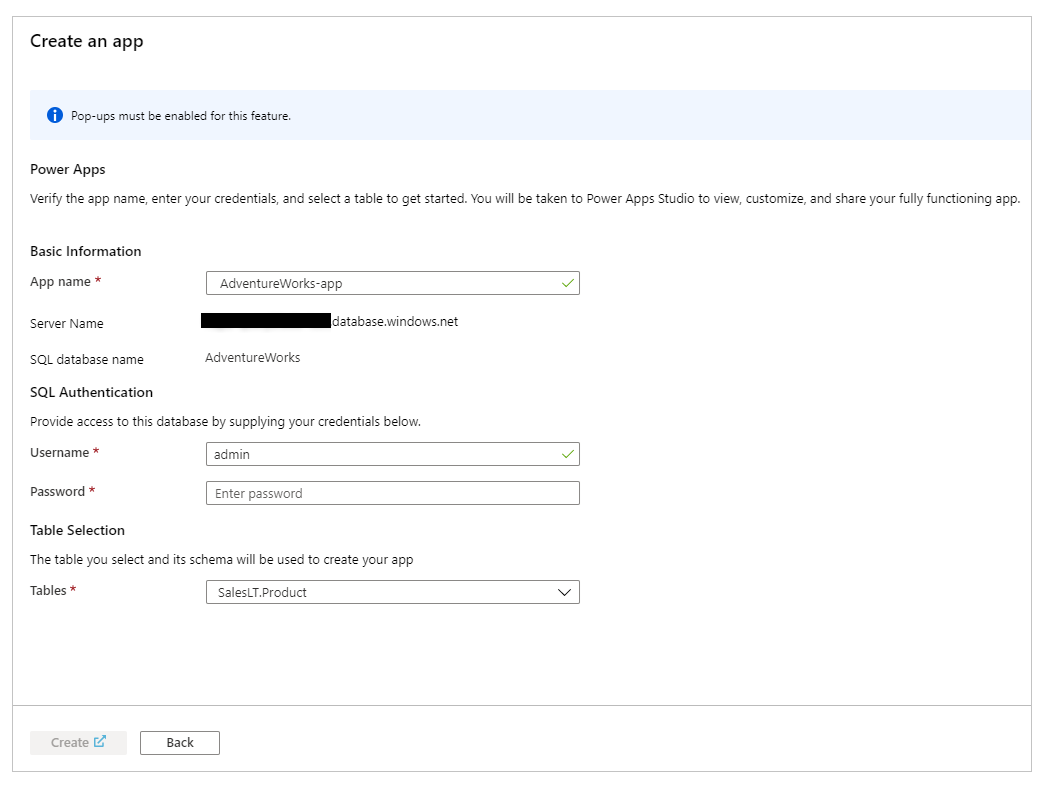 Create an app
Pop-ups must be enabled for this feature.
Power Apps
Verify the app name, enter your credentials, and select a table to get started. You will be taken to Power Apps Studio to view, customize, and share your fully functioning app.
Basic Information
App name *
AdventureWorks-app
Server Name
database.windows.net
SQL database name
AdventureWorks
SQL Authentication
Provide access to this database by supplying your credentials below.
Username *
admin
Password *
Enter password
Table Selection
The table you select and its schema will be used to create your app
Tables *
SalesLT.Product
Create
Back